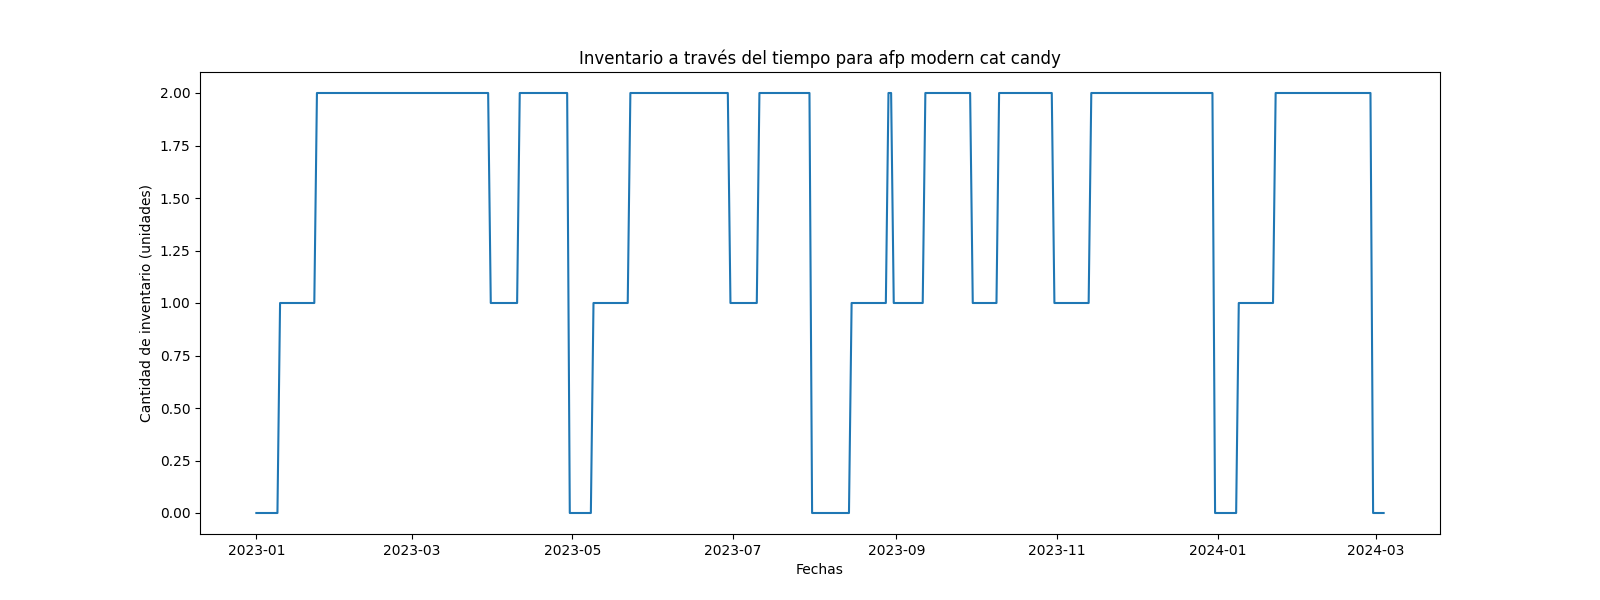 Inventario a través del tiempo para afp modern cat candy
Cantidad de inventario (unidades)
2.00
1.75
1.50
1.25
1.00
0.75
0.50
0.25
0.00
2023-01 2023-03 2023-05 2023-07 2023-09 2023-11 2024-01 2024-03
Fechas